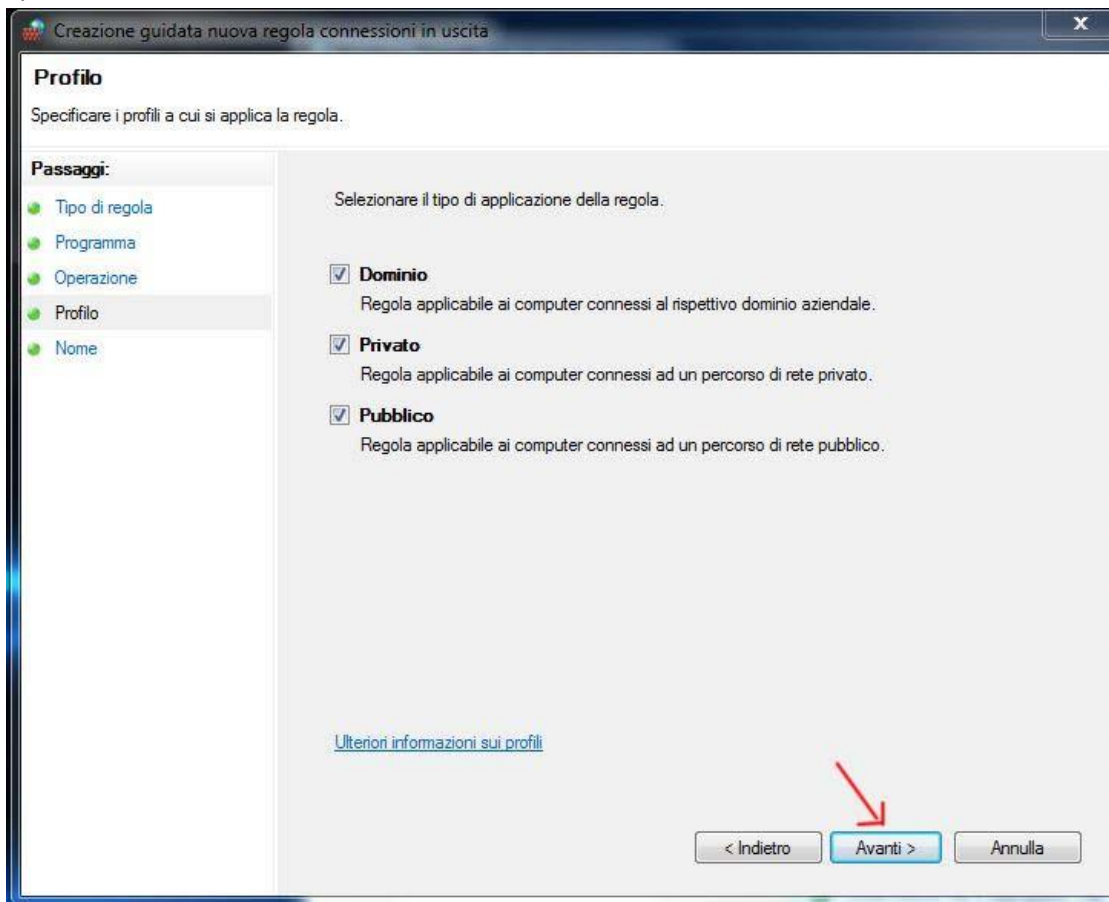 Creazione guidata nuova regola connessioni in uscita
X
Profilo
Specificare i profili a cui si applica la regola.
Passaggi:
Tipo di regola
Programma
Operazione
Profilo
Nome
Selezionare il tipo di applicazione della regola.
Dominio
Regola applicabile ai computer connessi al rispettivo dominio aziendale.
Privato
Regola applicabile ai computer connessi ad un percorso di rete privato.
Pubblico
Regola applicabile ai computer connessi ad un percorso di rete pubblico.
Ulteriori informazioni sui profili
< Indietro Avanti > Annulla